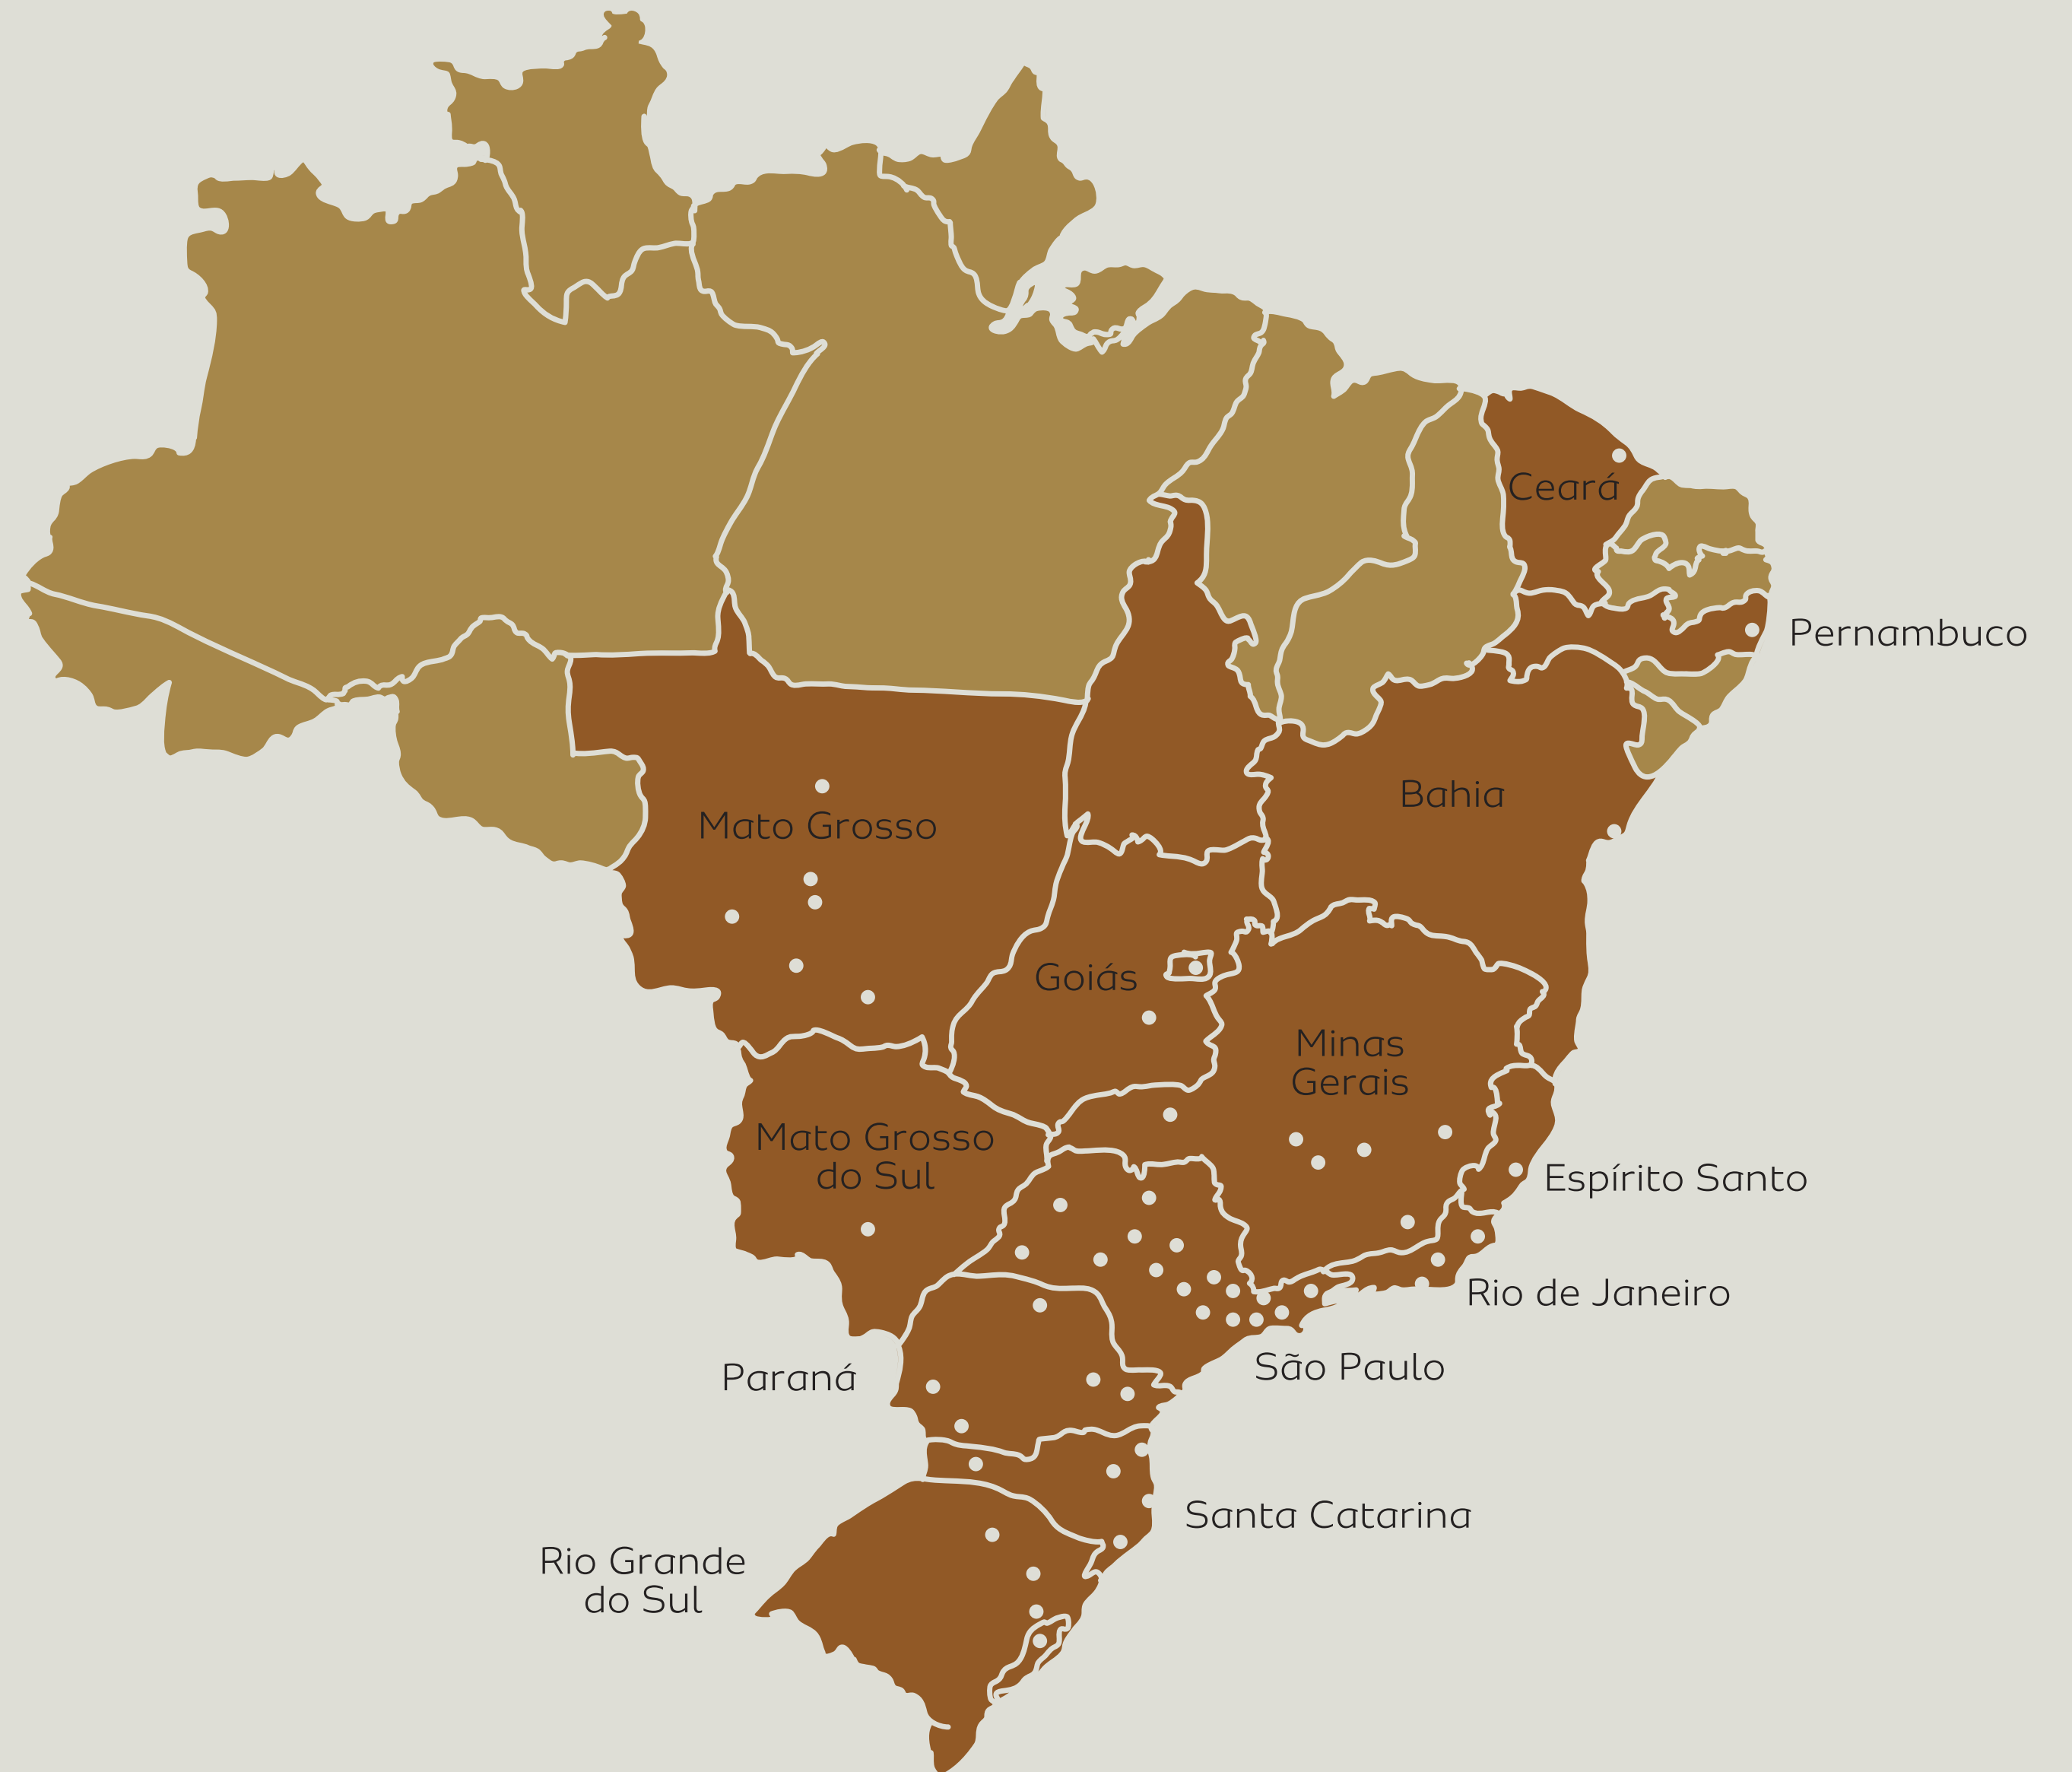 Ceará
Pernambuco
Bahia
Mato Grosso
Goiás
Minas
Gerais
Mato Grosso
do Sul
Espírito Santo
Rio de Janeiro
São Paulo
Paraná
Santa Catarina
Rio Grande
do Sul